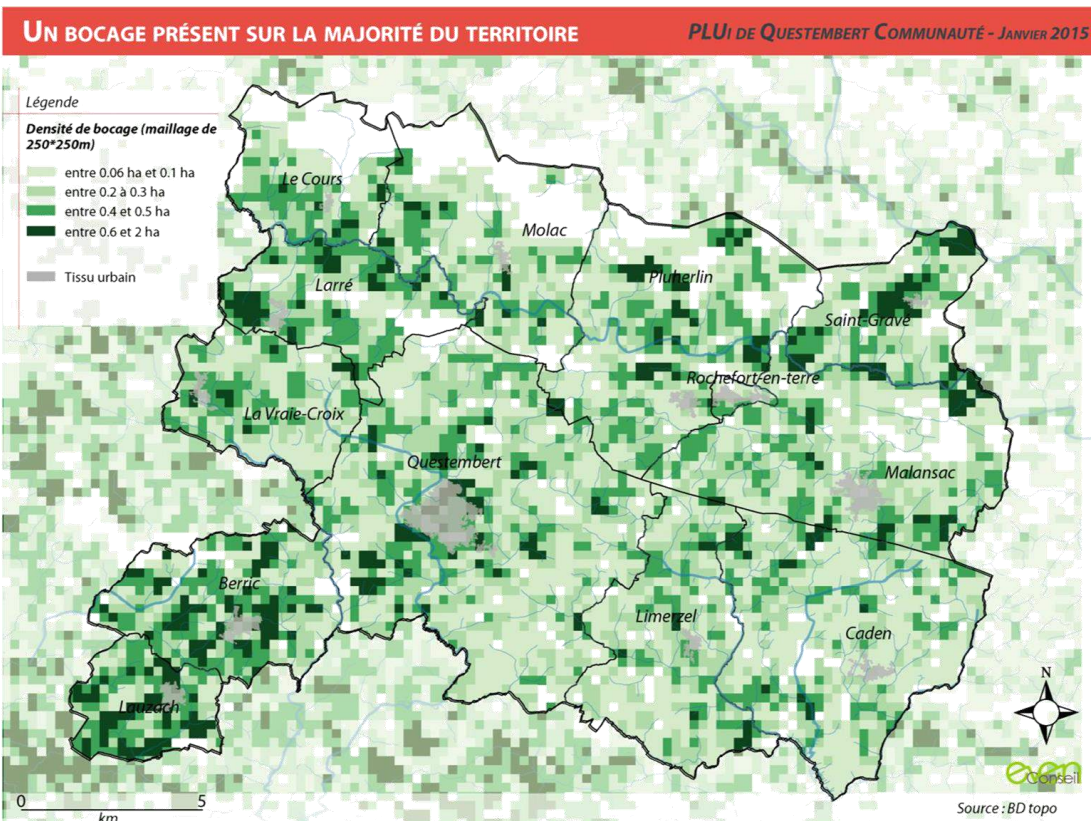 UN BOCAGE PRÉSENT SUR LA MAJORITÉ DU TERRITOIRE
PLUI DE QUESTEMBERT COMMUNAUTÉ - JANVIER 2015
Légende
Densité de bocage (maillage de
250*250m)
entre 0.06 ha et 0.1 ha
entre 0.2 à 0.3 ha
entre 0.4 et 0.5 ha
entre 0.6 et 2 ha
Tissu urbain
Le Cours
Molac
Larré
Pluherlin
Saint-Gravé
Rochefort-en-terre
La Vraie-Croix
Questembert
Malansac
Berric
Limerzel
Caden
Lauzach
N
0 5
km
even
Conseil
Source : BD topo